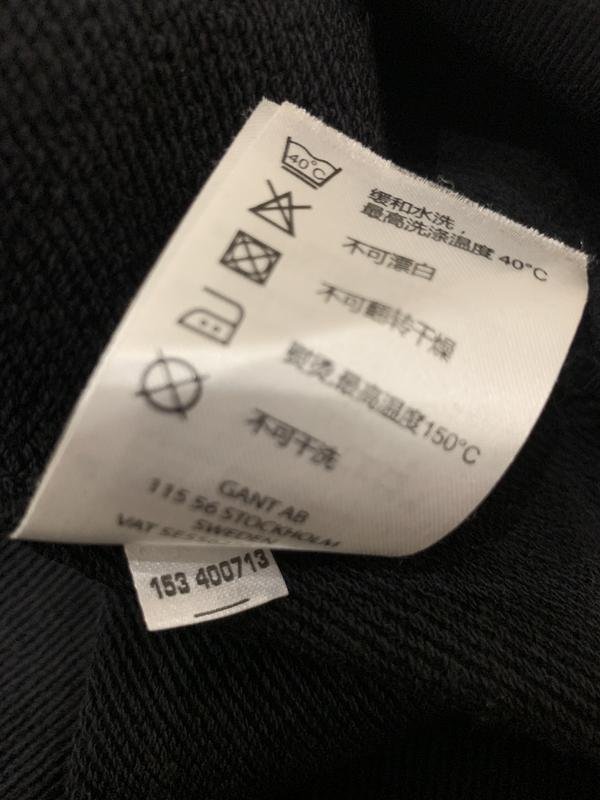 40°C
缓和水洗，
最高洗涤温度 40°C
不可漂白
不可翻转干燥
熨烫,最高温度150°C
不可干洗
GANT AB
115 56 STOCKHOLM
SWEDEN
VAT
153 400713